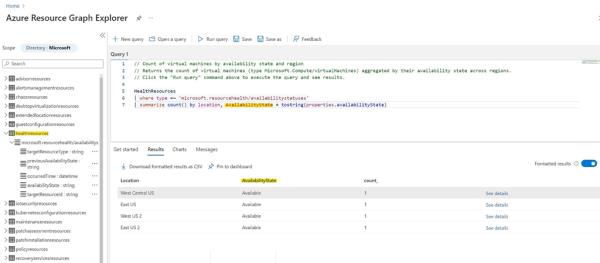 Home >
Azure Resource Graph Explorer
New query
Open a query
Run query
Save
Save as
Feedback
Scope
Directory : Microsoft
Search
advisorresources
alertsmanagementresources
chaosresources
desktopvirtualizationresources
extendedlocationresources
guestconfigurationresources
healthresources
microsoft.resourcehealth/availabilitys
targetResourceType : string
previousAvailabilityState :
string
occurredTime : datetime
availabilityState : string
targetResourceId : string
iotsecurityresources
kubernetesconfigurationresources
maintenanceresources
patchassessmentresources
patchinstallationresources
policyresources
recoveryservicesresources
Query 1
1 // Count of virtual machines by availability state and region
2 // Returns the count of virtual machines (type Microsoft.Compute/virtualMachines) aggregated by their availability state across regions.
3 // Click the "Run query" command above to execute the query and see results.
4
5 HealthResources
6 | where type =~ 'microsoft.resourcehealth/availabilitystatuses'
7 | summarize count() by location, AvailabilityState = tostring(properties.availabilityState)
Get started Results Charts Messages
Download formatted results as CSV Pin to dashboard
Formatted results
Location AvailabilityState count_
West Central US Available 1 See details
East US Available 1 See details
West US 2 Available 1 See details
East US 2 Available 1 See details